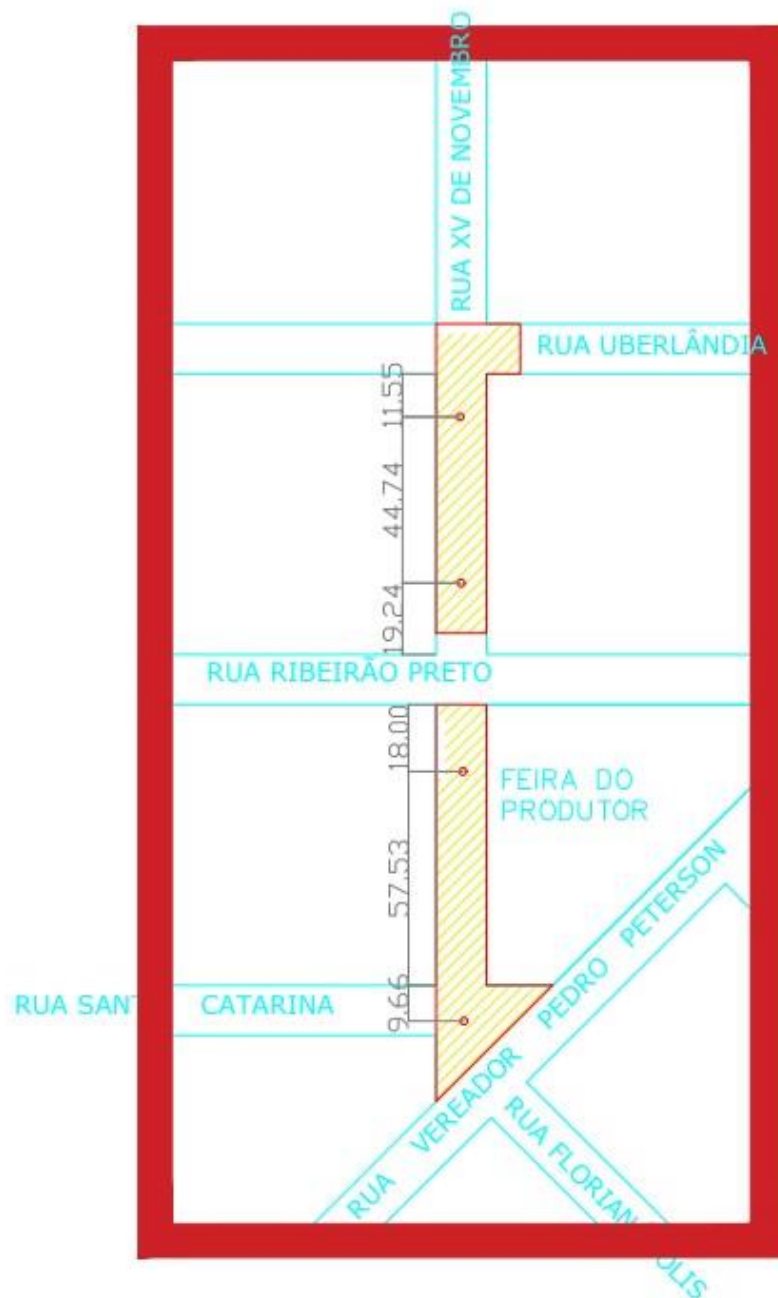 RUA XV DE NOVEMBRO
RUA UBERLÂNDIA
11.55
44.74
19.24
RUA RIBEIRÃO PRETO
18.00
FEIRA DO
PRODUTOR
57.53
RUA VEREADOR PEDRO PETERSON
9.66
RUA SAN
CATARINA
RUA FLORIAN
OLIS